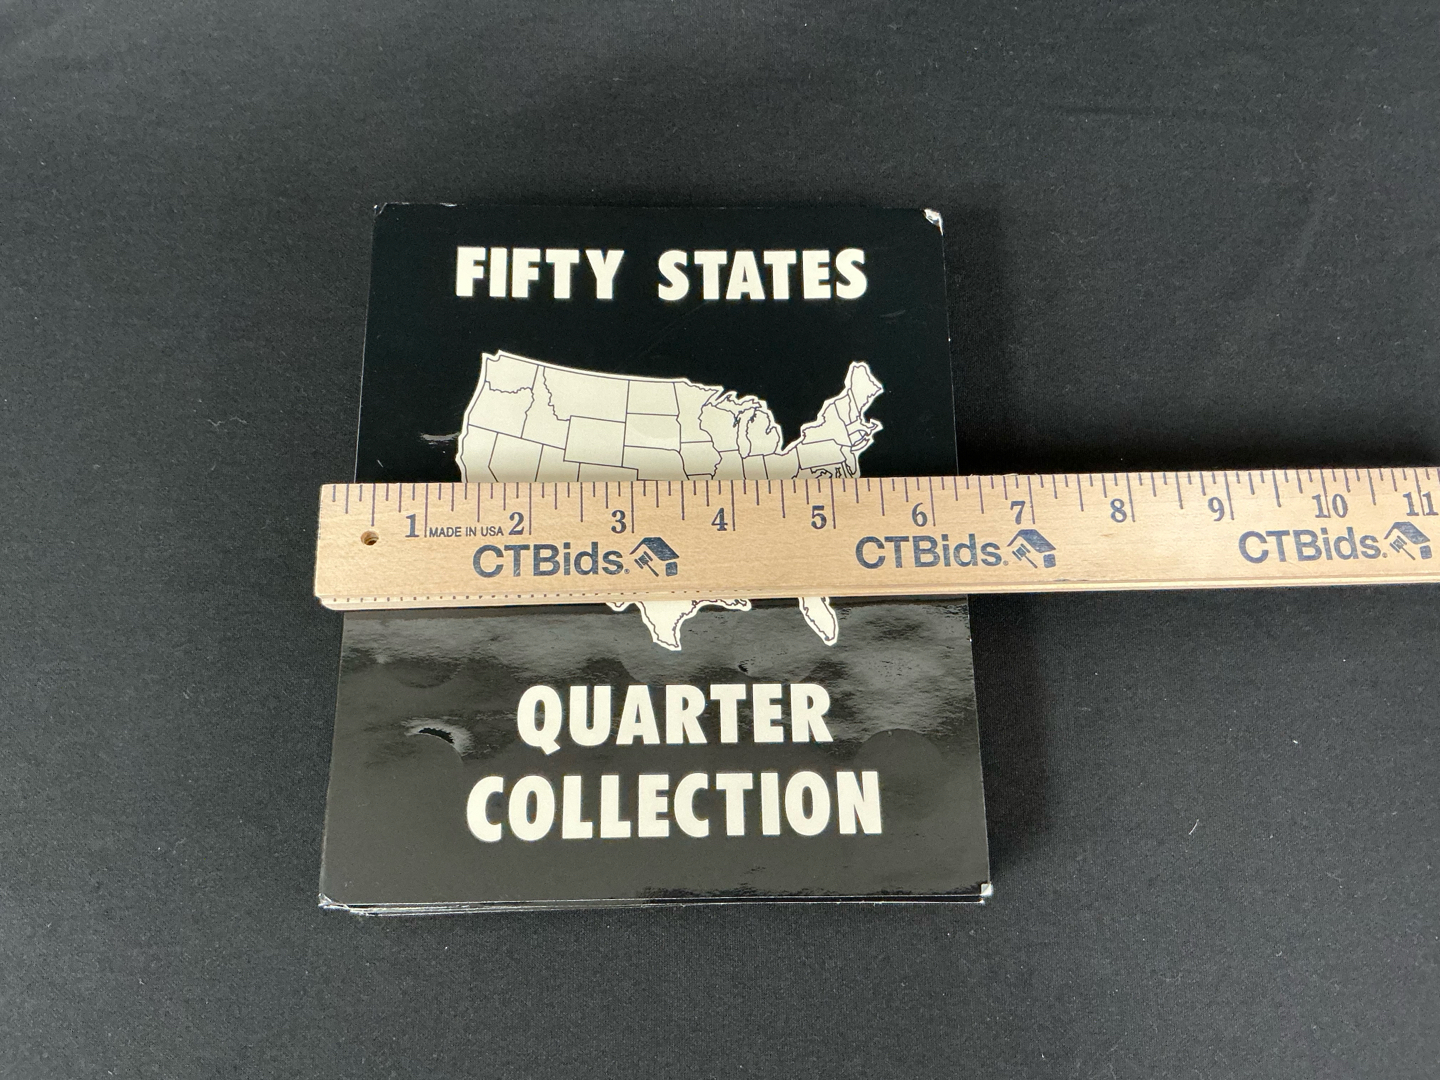 FIFTY STATES
1 MADE IN USA 2 3 4 5 6 7 8 9 10 11
CTBids. CTBids. CTBids.
QUARTER
COLLECTION